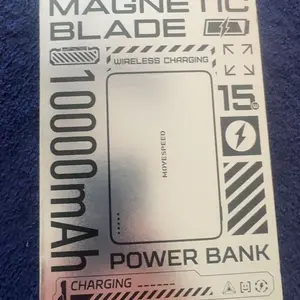 MAGNETIC
BLADE
WIRELESS CHARGING
10000mAh
15W
MOVESPEED
POWER BANK
CHARGING